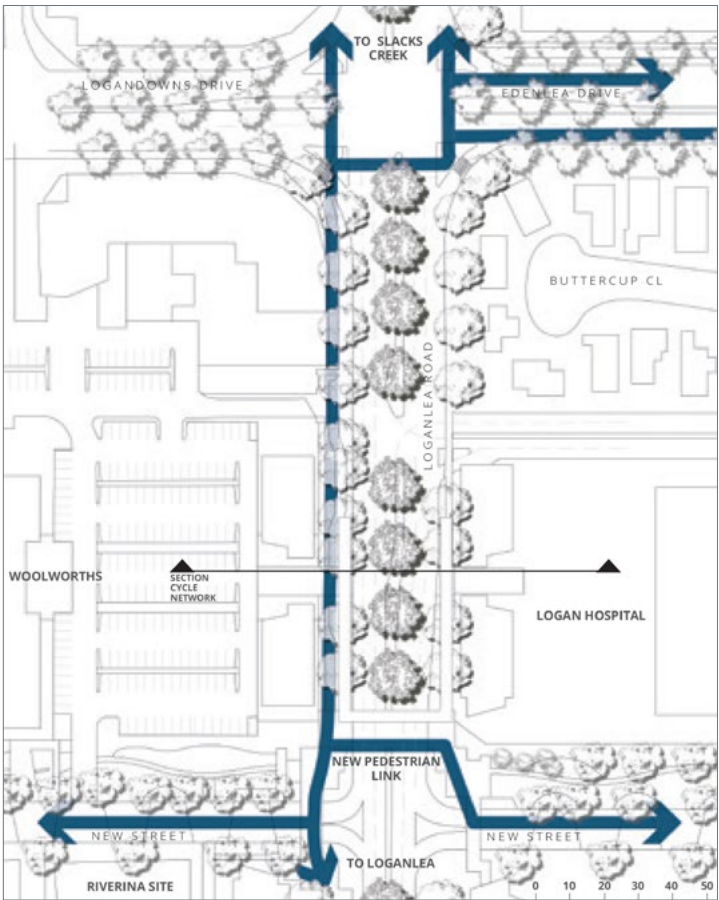 TO SLACKS
CREEK
LOGANDOWNS DRIVE
EDENLEA DRIVE
BUTTERCUP CL
LOGANLEA ROAD
WOOLWORTHS
SECTION
CYCLE
NETWORK
LOGAN HOSPITAL
NEW PEDESTRIAN
LINK
NEW STREET
NEW STREET
TO LOGANLEA
RIVERINA SITE
0 10 20 30 40 50